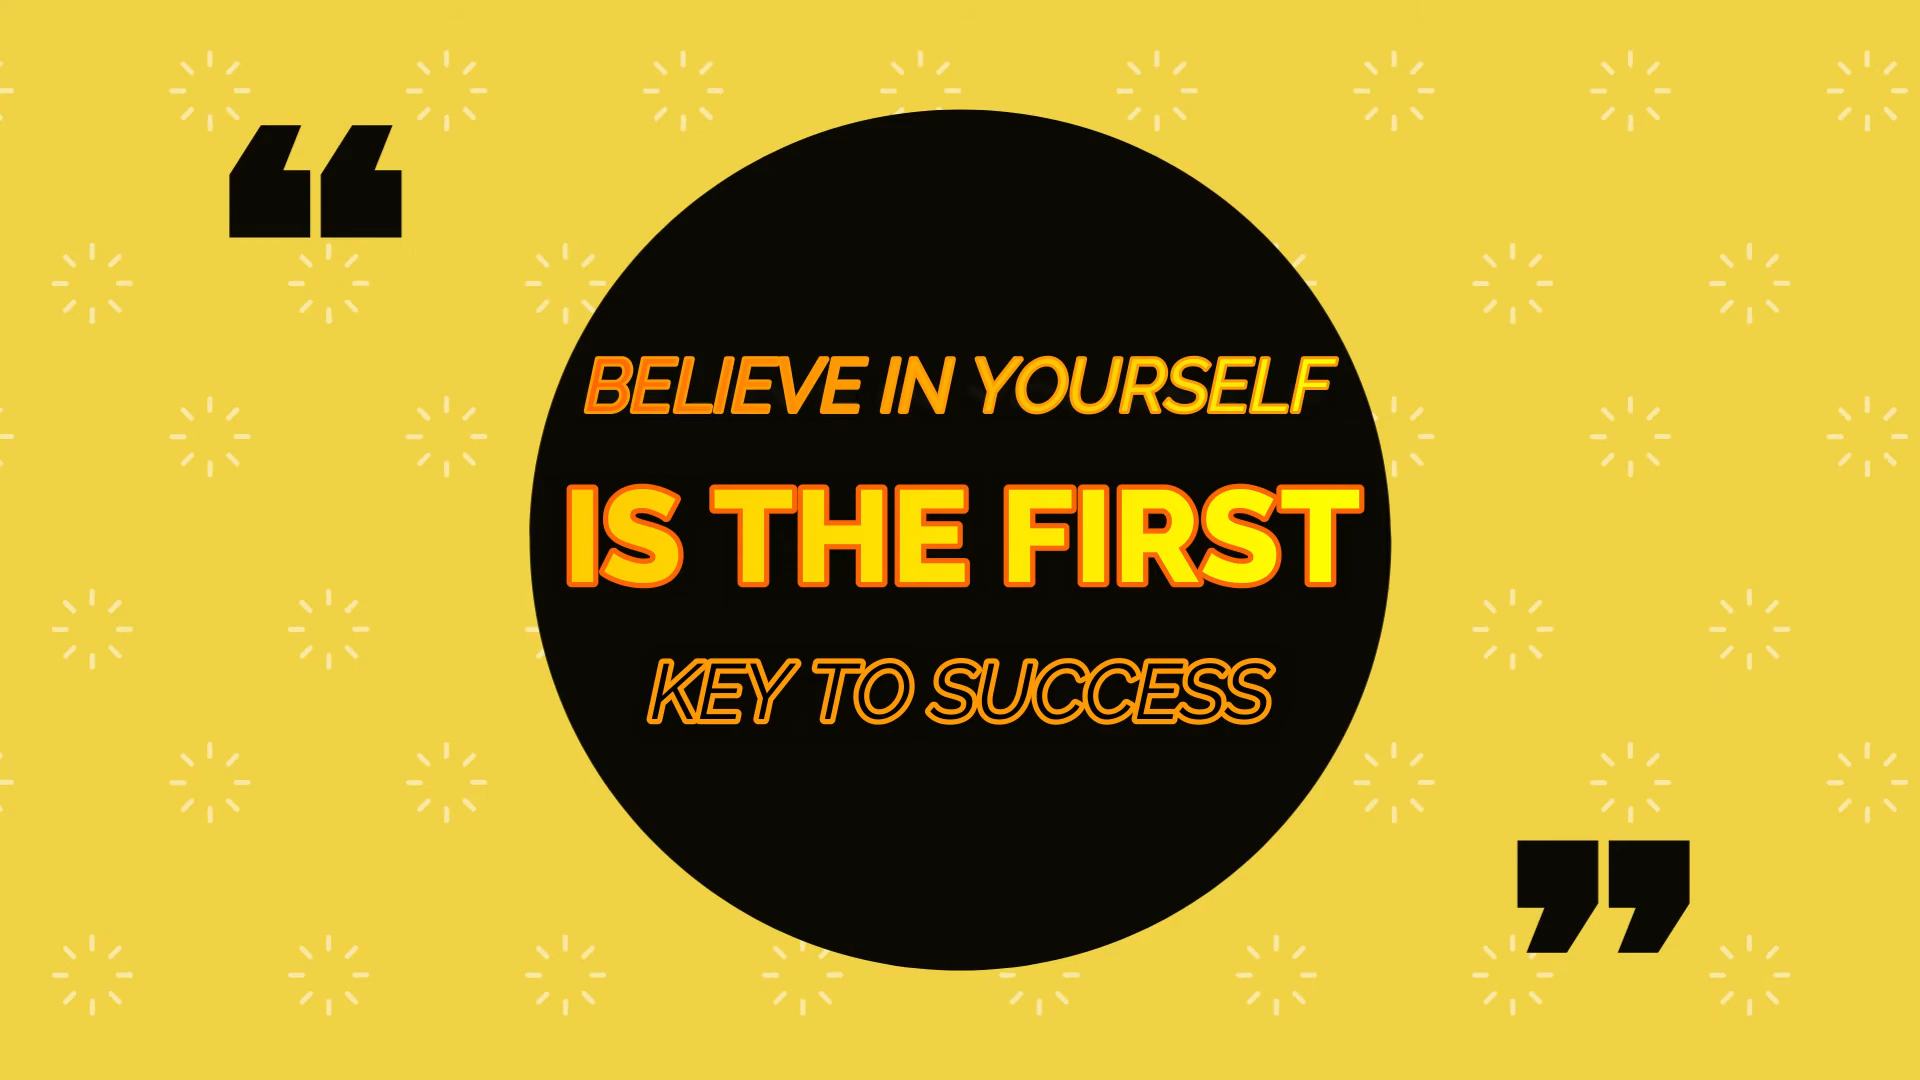 “
BELIEVE IN YOURSELF
IS THE FIRST
KEY TO SUCCESS
”